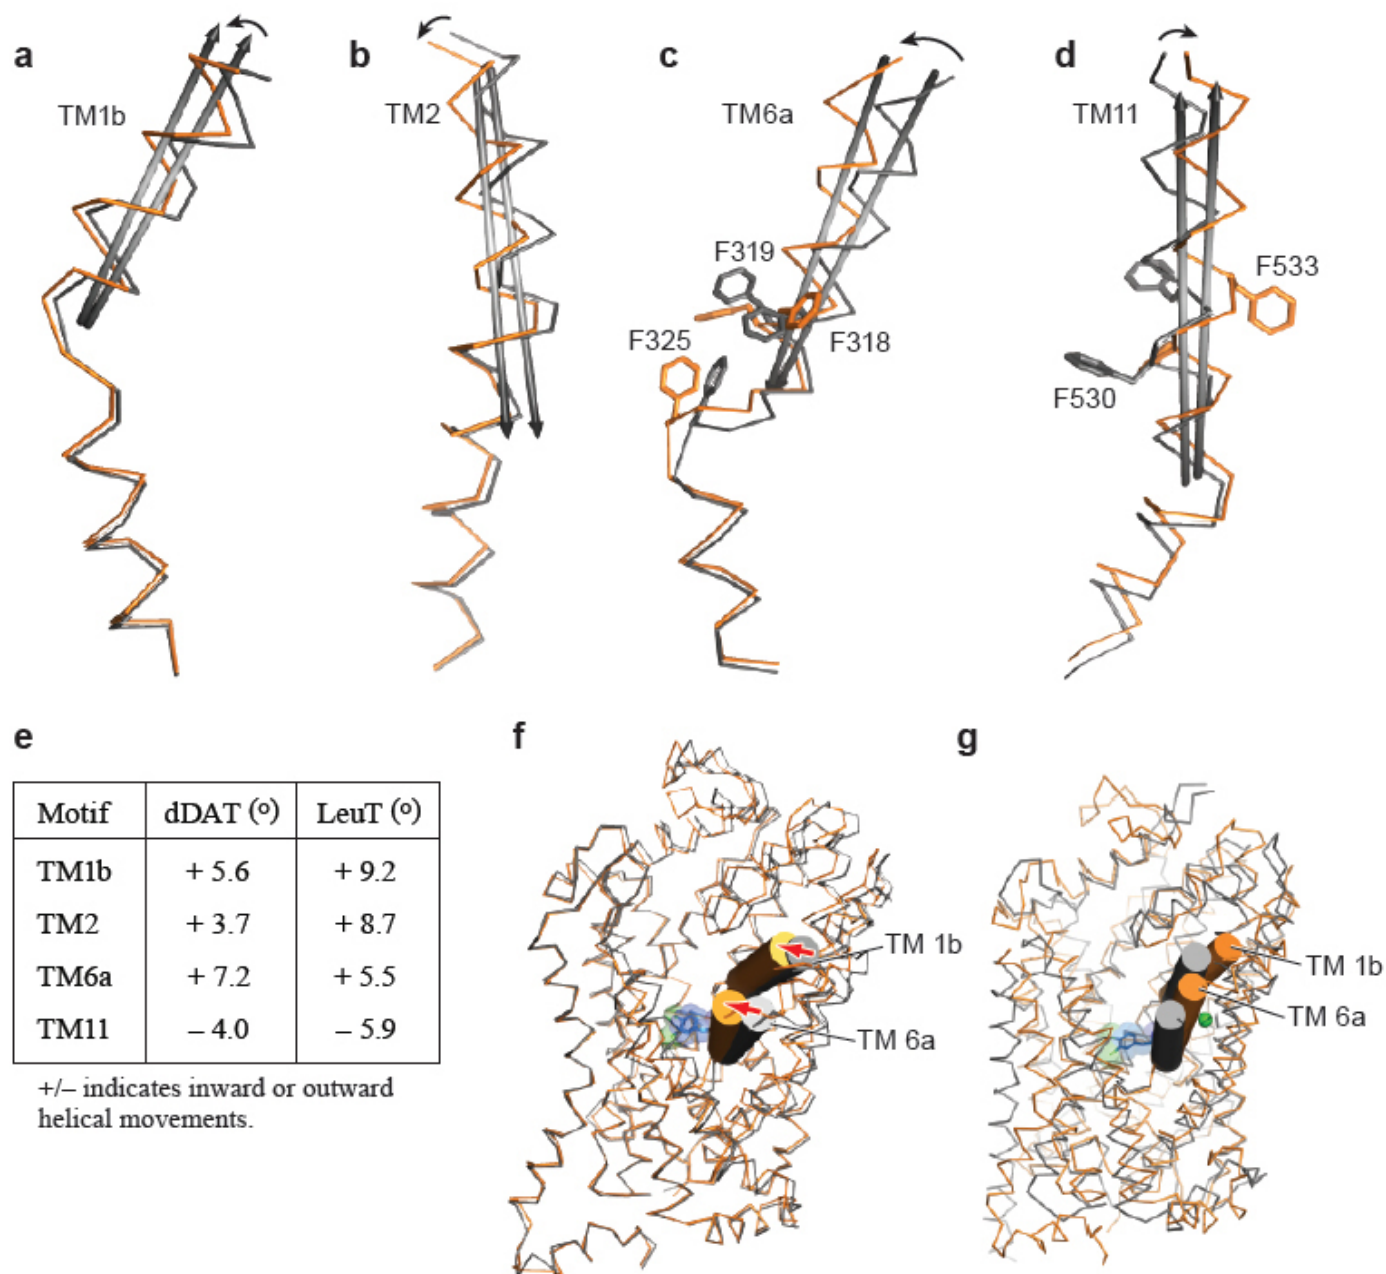 a
b
c
d
TM1b
TM2
TM6a
TM11
F319
F325
F318
F533
F530
e
f
g
Motif dDAT (º) LeuT (º)
TM1b + 5.6 + 9.2
TM2 + 3.7 + 8.7
TM6a + 7.2 + 5.5
TM11 – 4.0 – 5.9
+/– indicates inward or outward
helical movements.
TM 1b
TM 6a
TM 1b
TM 6a